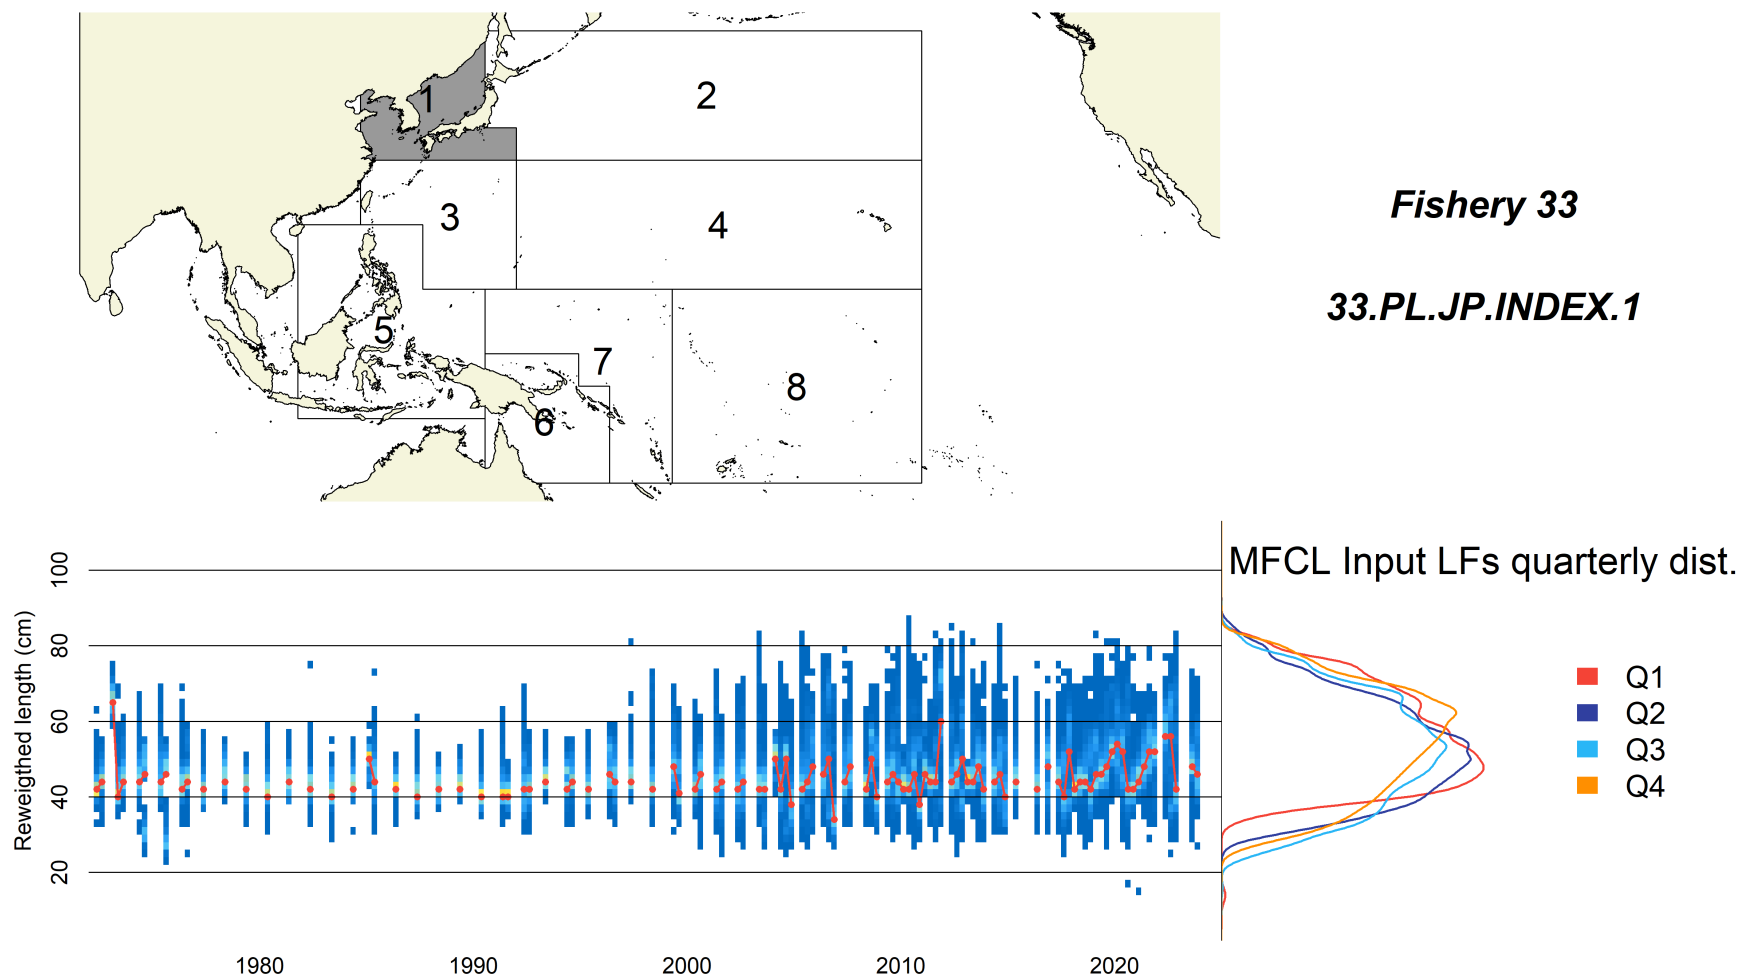 1
2
3
4
5
6
7
8
Fishery 33
33.PL.JP.INDEX.1
MFCL Input LFs quarterly dist.
Reweigthed length (cm)
100
80
60
40
20
1980
1990
2000
2010
2020
Q1
Q2
Q3
Q4